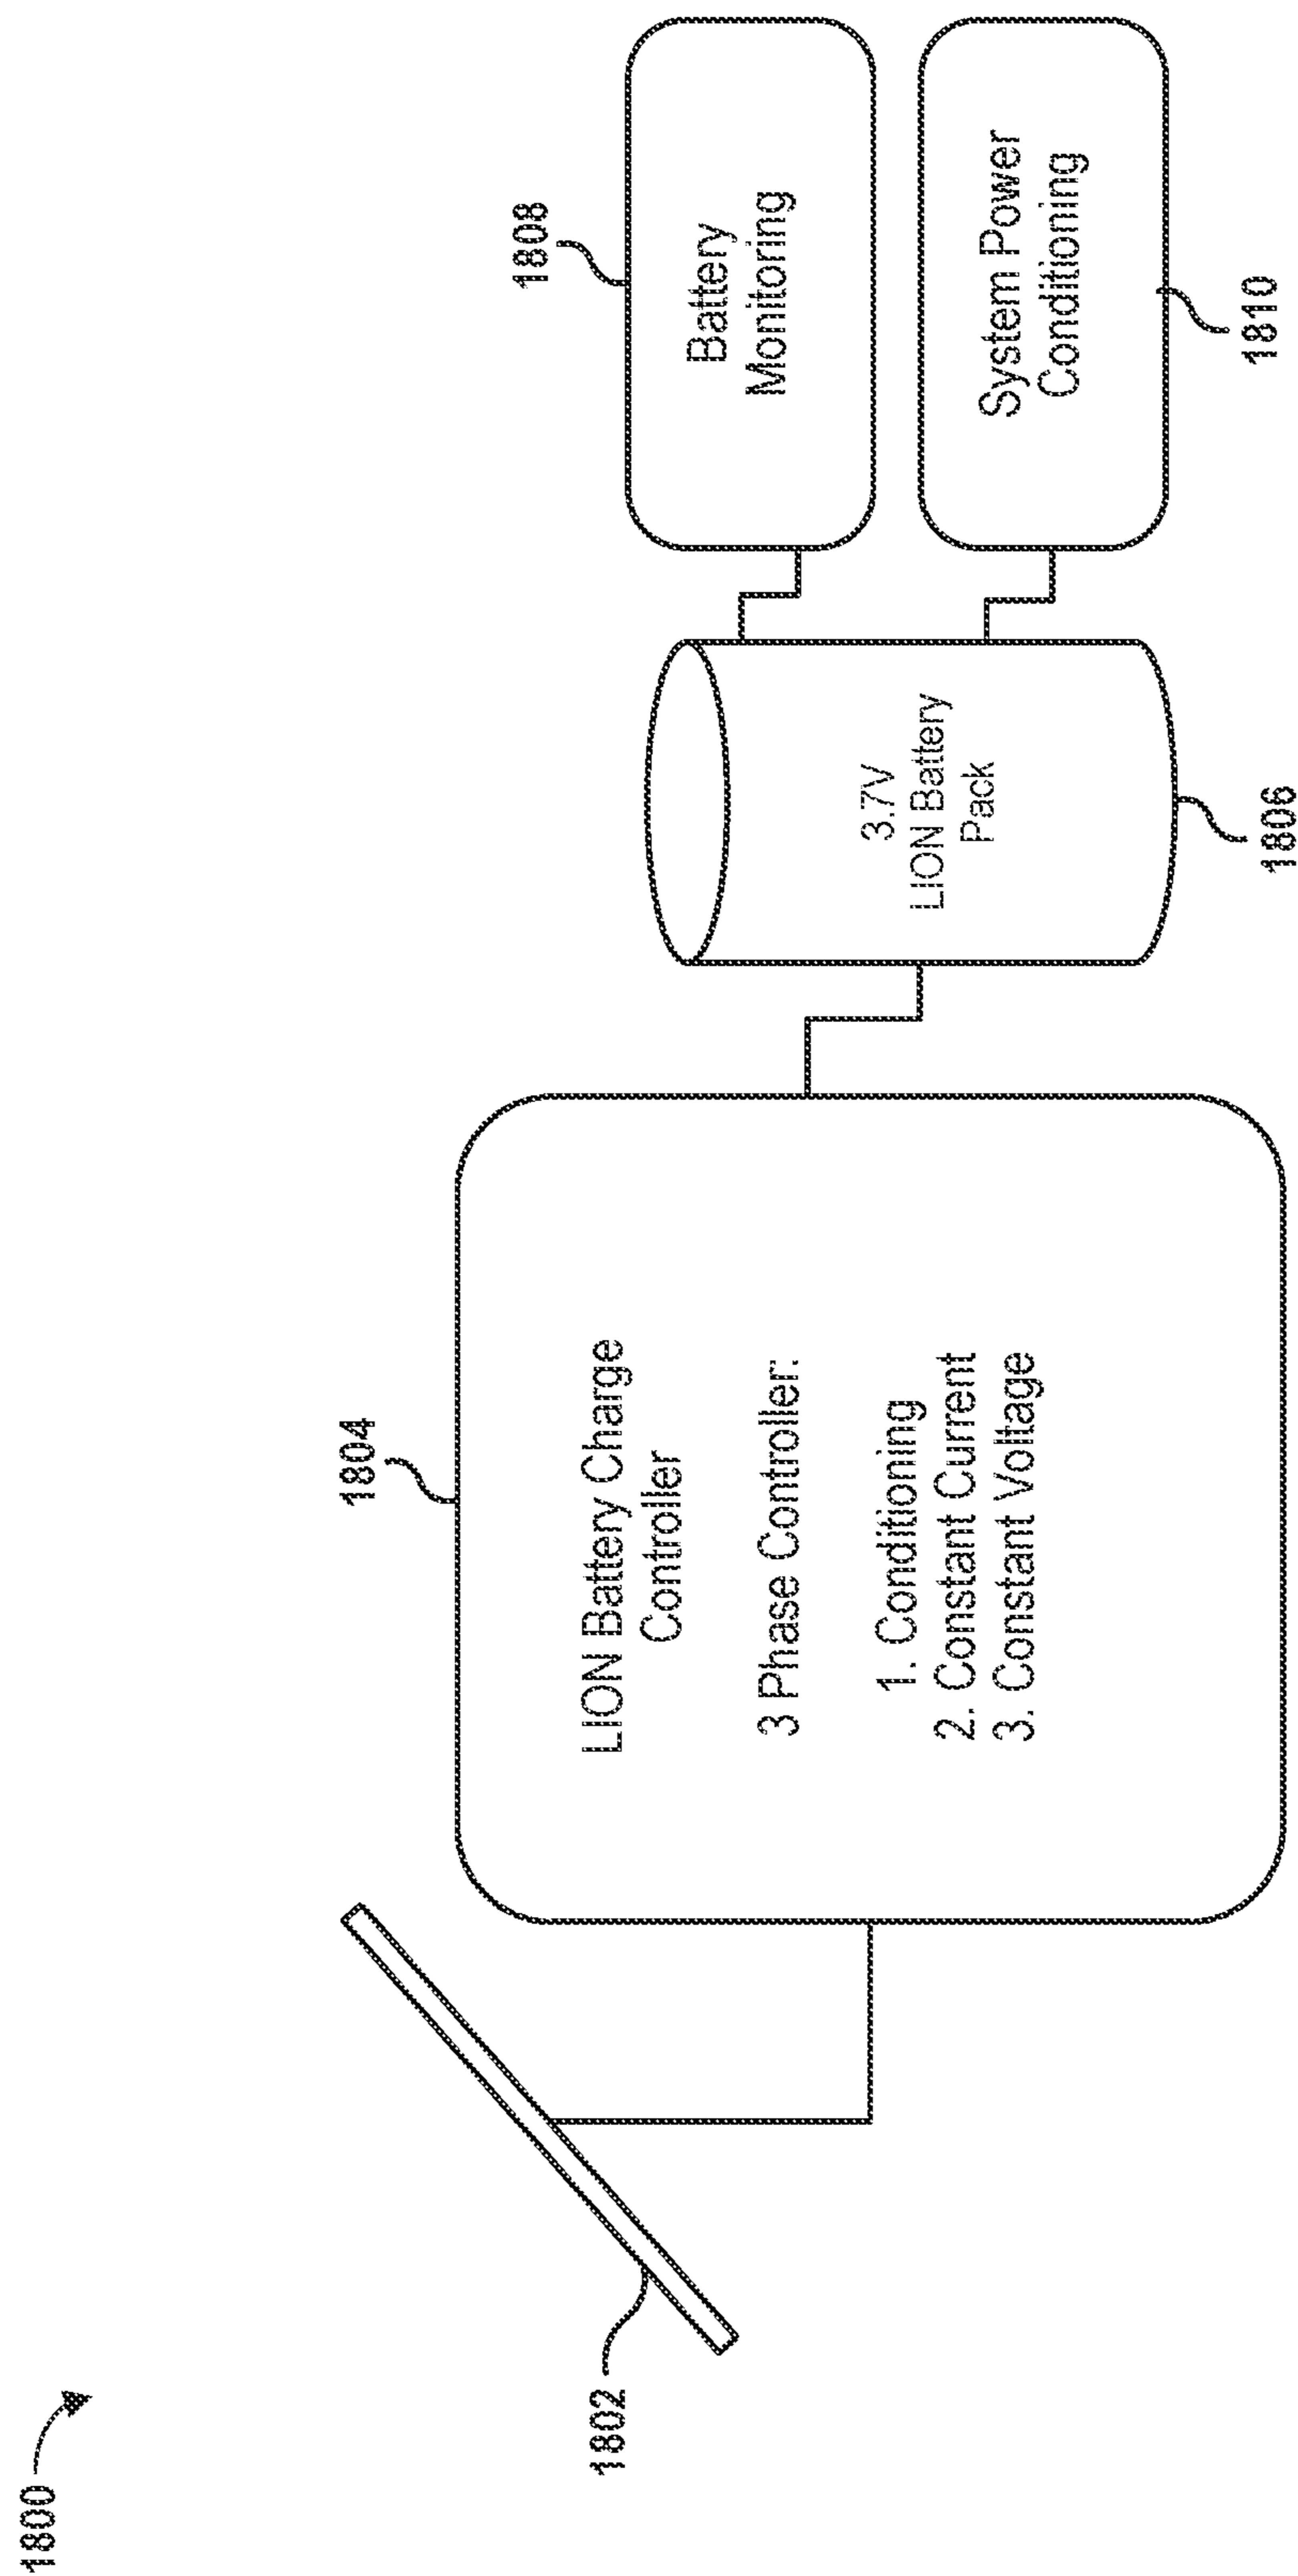 1800
1802
1804
LION Battery Charge
Controller
3 Phase Controller:
1. Conditioning
2. Constant Current
3. Constant Voltage
3.7V
LION Battery
Pack
1806
1808
Battery
Monitoring
System Power
Conditioning
1810